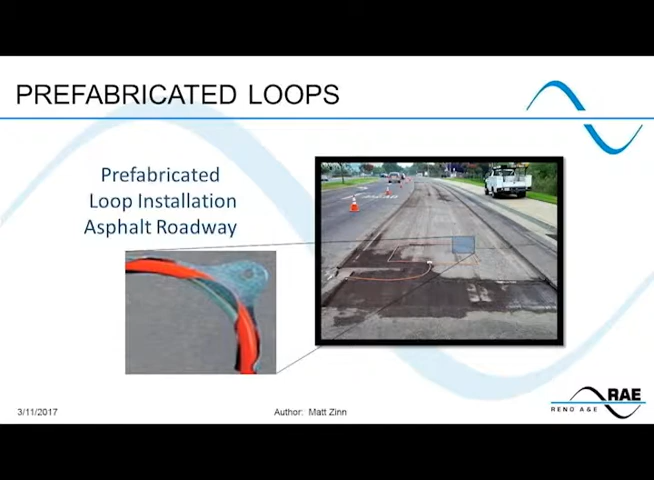 PREFABRICATED LOOPS
Prefabricated
Loop Installation
Asphalt Roadway
3/11/2017
Author: Matt Zinn
RAE
RENO A & E